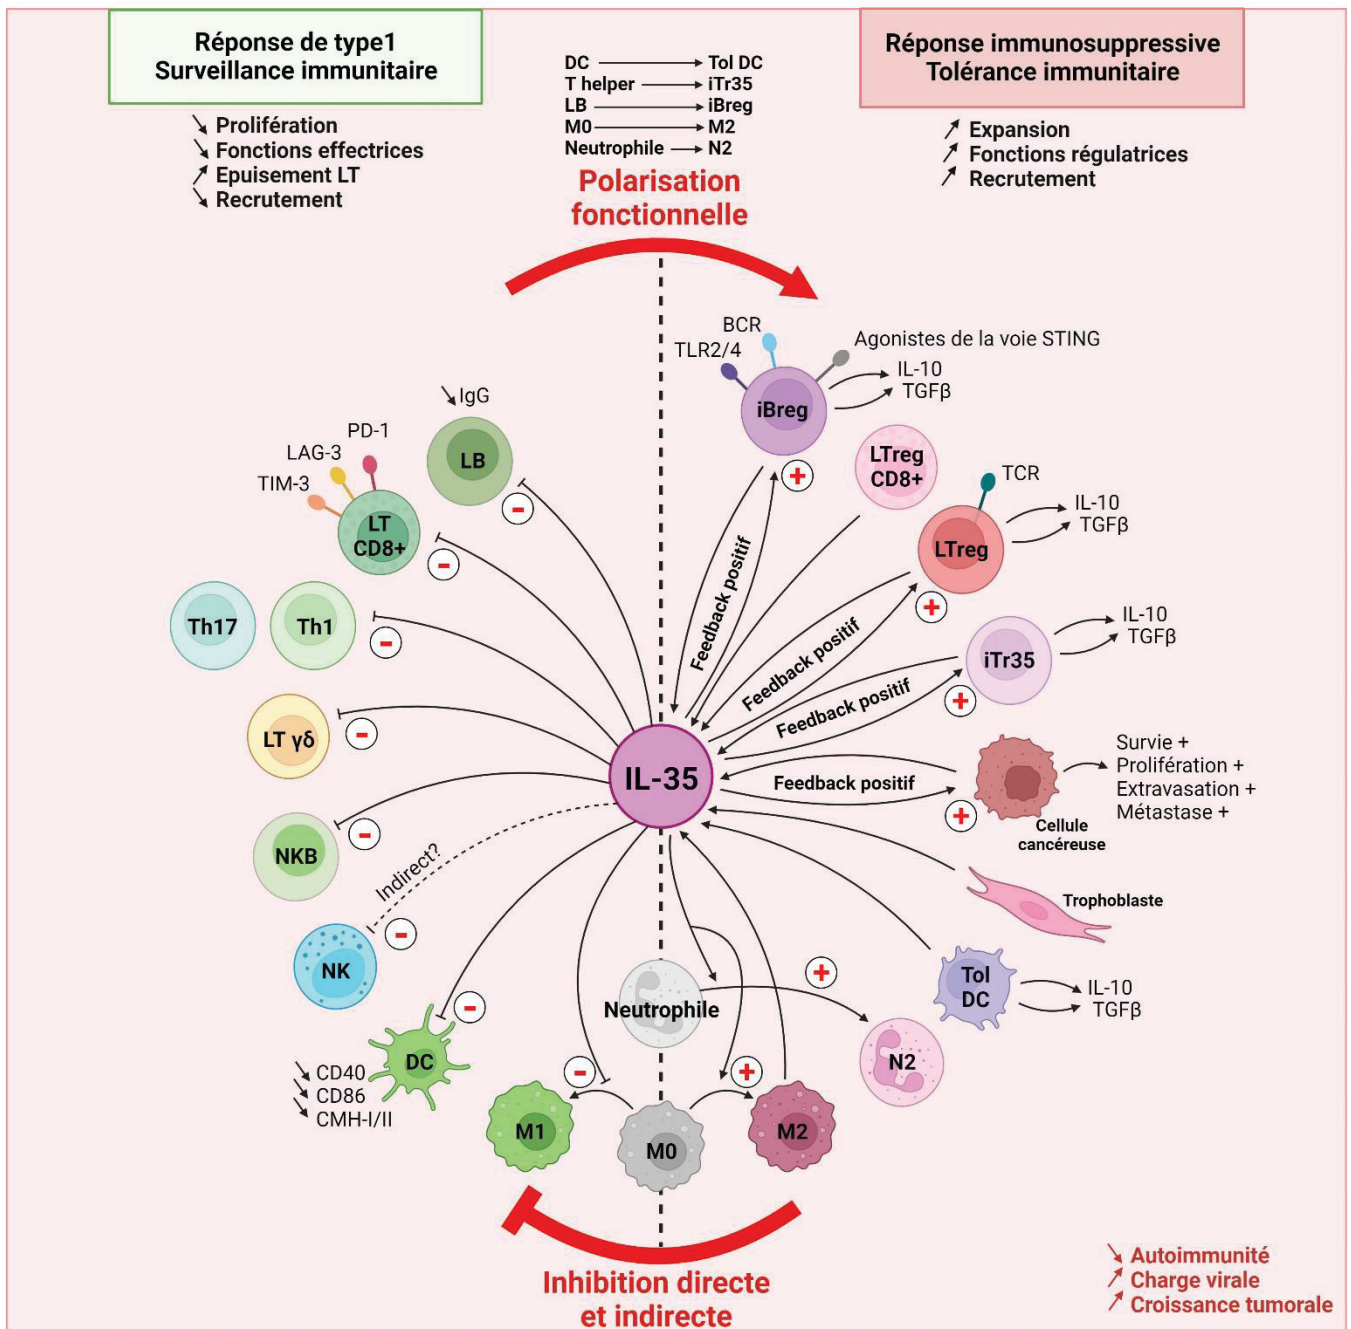 Réponse de type1
Surveillance immunitaire
↘ Prolifération
↘ Fonctions effectrices
↗ Epuisement LT
↘ Recrutement
DC → Tol DC
T helper → iTr35
LB → iBreg
M0 → M2
Neutrophile → N2
Polarisation
fonctionnelle
Réponse immunosuppressive
Tolérance immunitaire
↗ Expansion
↗ Fonctions régulatrices
↗ Recrutement
↘ IgG
LB
PD-1
LAG-3
TIM-3
LT
CD8+
Th17
Th1
LT γδ
NKB
Indirect?
NK
DC
↘ CD40
↘ CD86
↘ CMH-I/II
M1
M0
M2
Neutrophile
N2
IL-35
BCR
TLR2/4
Agonistes de la voie STING
iBreg
IL-10
TGFβ
Feedback positif
LTreg
CD8+
TCR
LTreg
IL-10
TGFβ
Feedback positif
iTr35
IL-10
TGFβ
Feedback positif
Feedback positif
Cellule
cancéreuse
Survie +
Prolifération +
Extravasation +
Métastase +
Trophoblaste
Tol
DC
IL-10
TGFβ
-
-
-
-
-
-
-
-
+
+
+
+
+
+
Inhibition directe
et indirecte
↘ Autoimmunité
↗ Charge virale
↗ Croissance tumorale